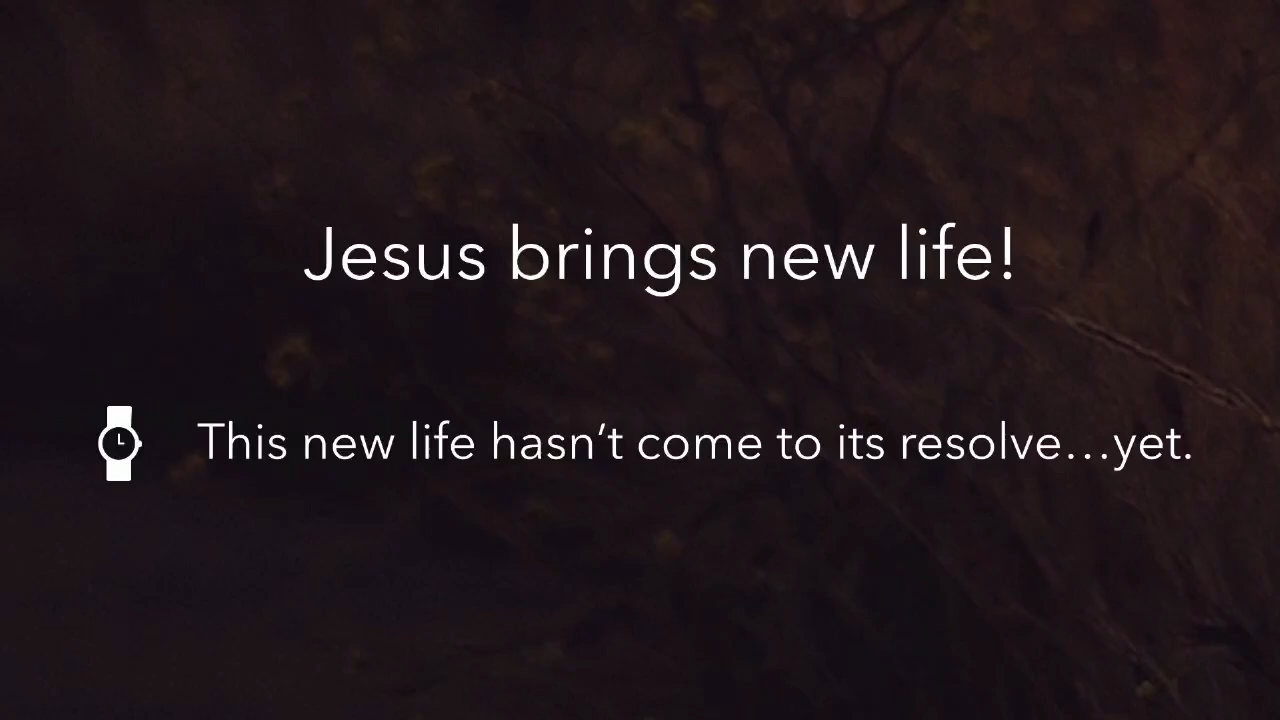 Jesus brings new life!
This new life hasn’t come to its resolve…yet.